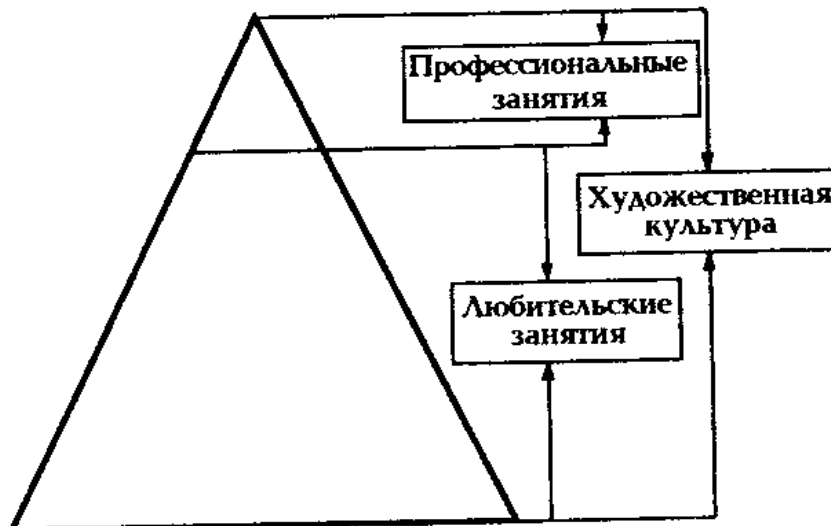 Профессиональные
занятия
Художественная
культура
Любительские
занятия